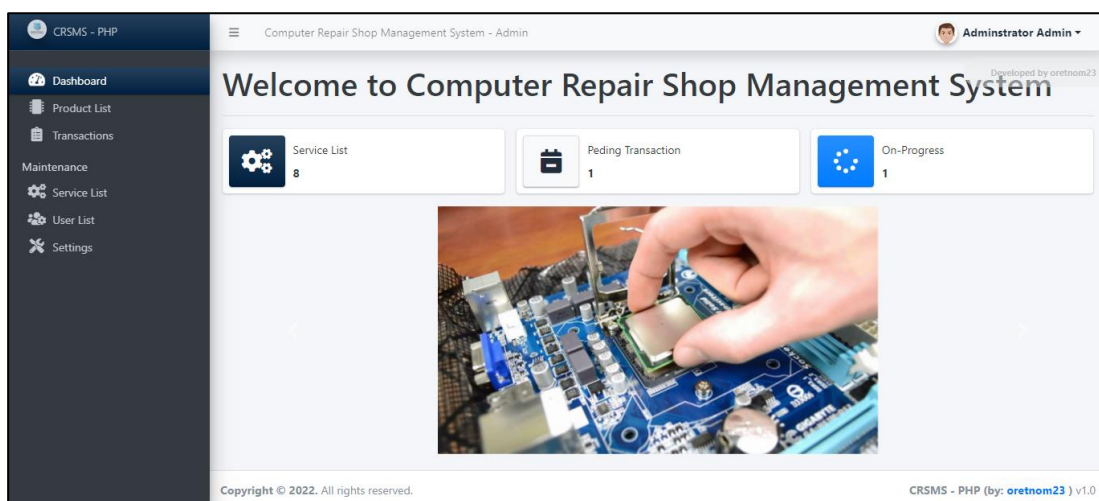 CRSMS - PHP
Computer Repair Shop Management System - Admin
Adminstrator Admin
Developed by oretnom23
Dashboard
Product List
Transactions
Maintenance
Service List
User List
Settings
Welcome to Computer Repair Shop Management System
Service List
8
Peding Transaction
1
On-Progress
1
GIGABYTE
Copyright © 2022. All rights reserved.
CRSMS - PHP (by: oretnom23 ) v1.0